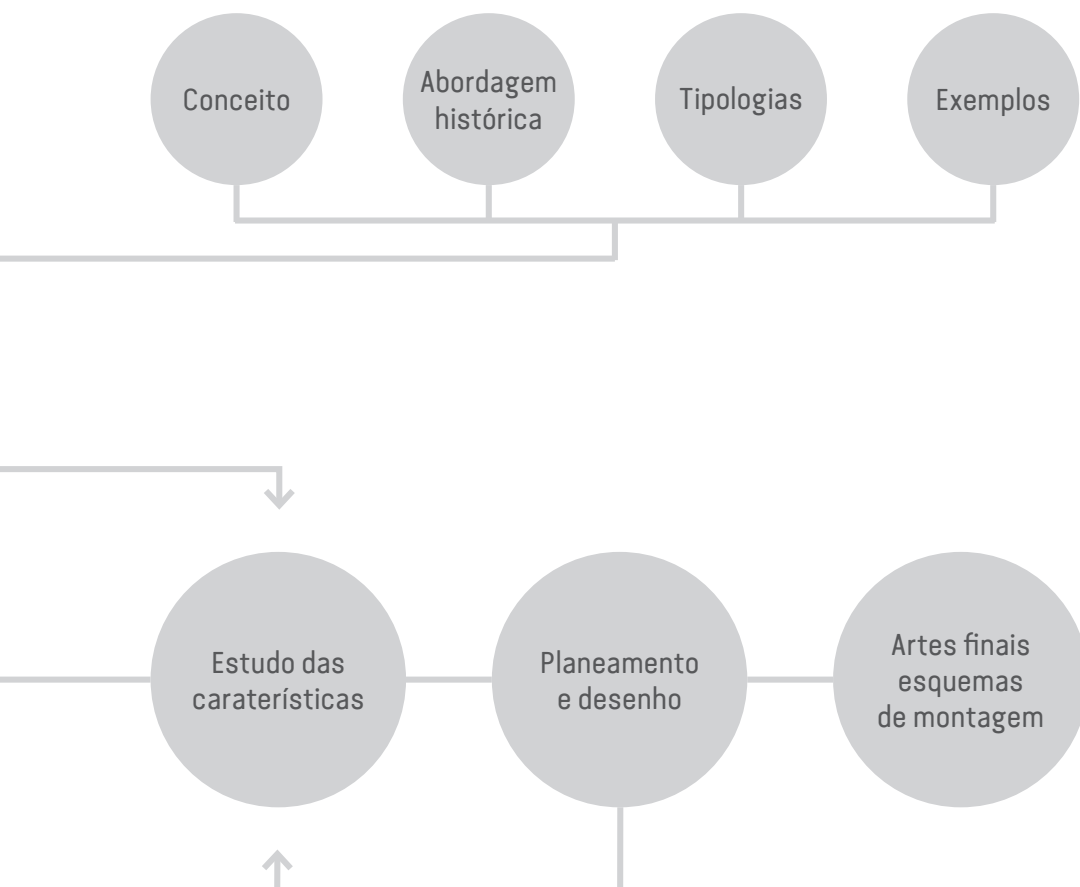 Conceito
Abordagem
histórica
Tipologias
Exemplos
Estudo das
caraterísticas
Planeamento
e desenho
Artes finais
esquemas
de montagem